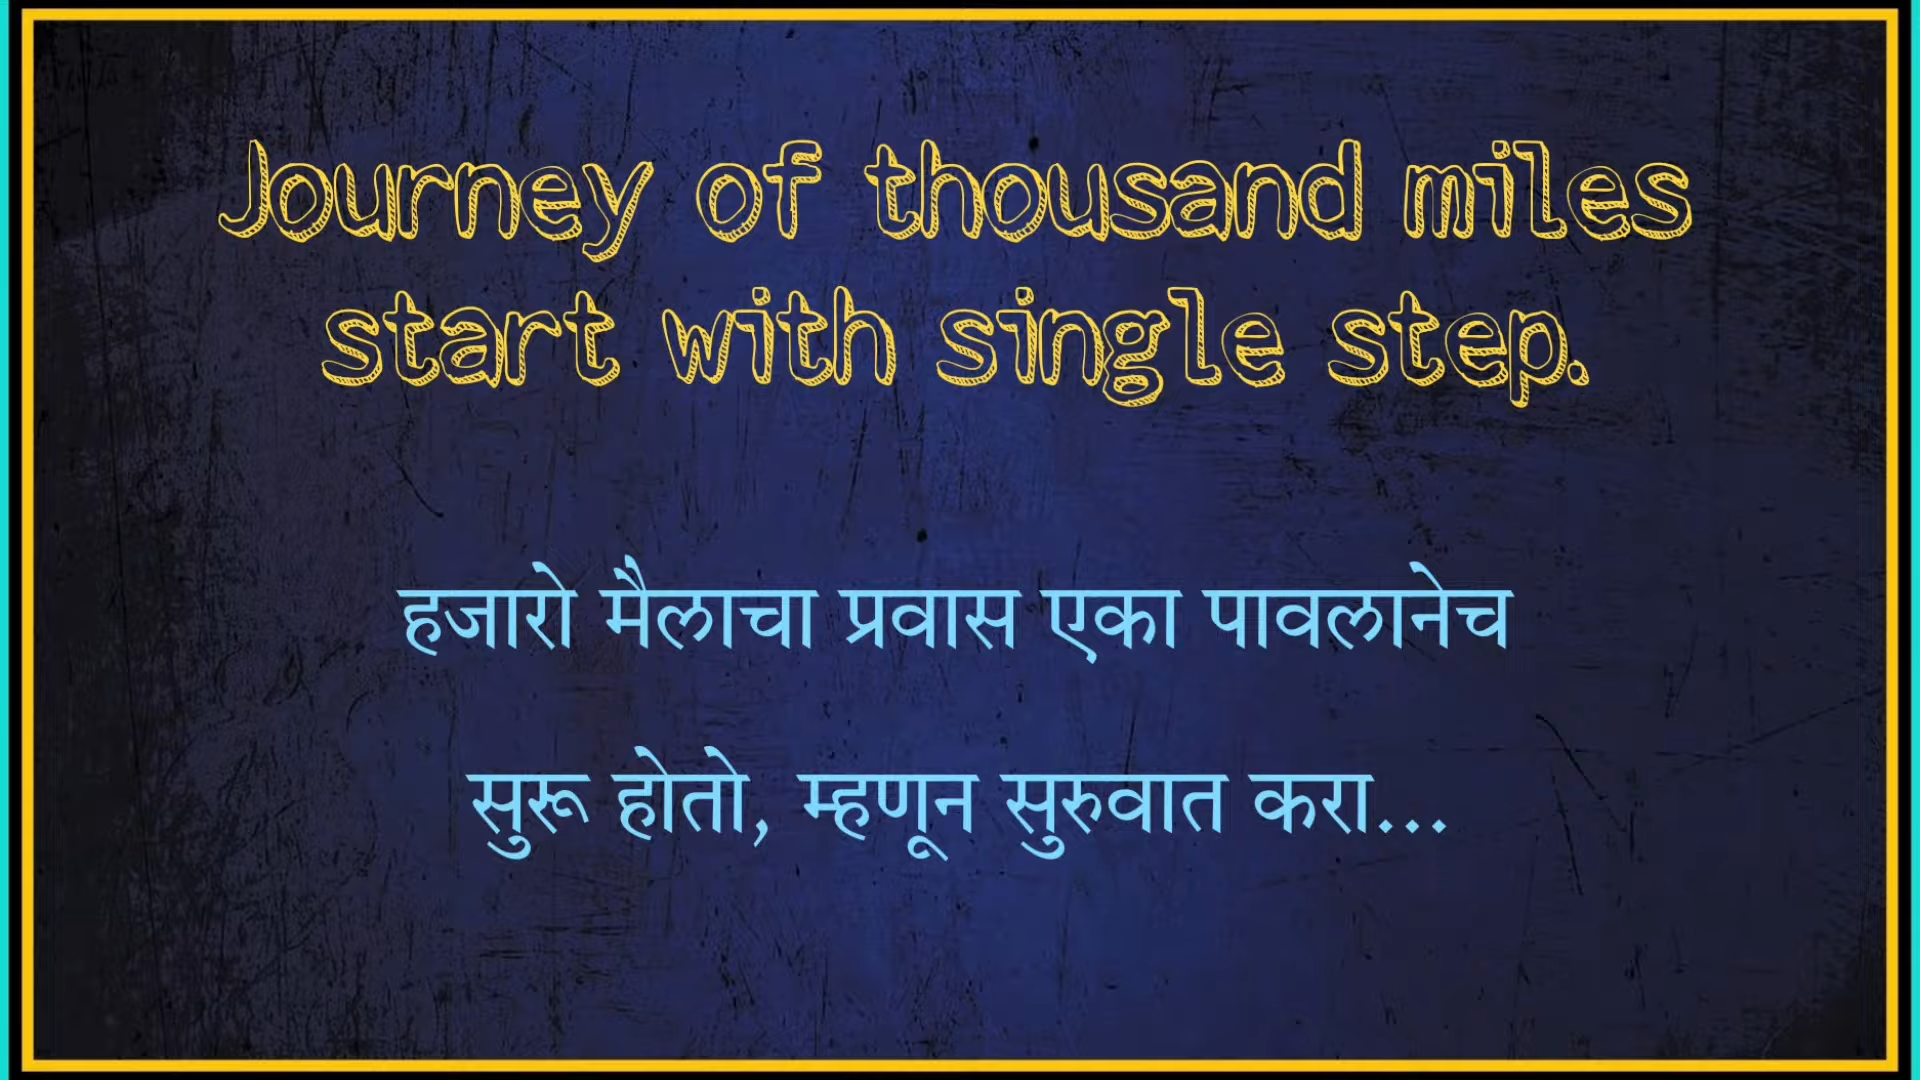 Journey of thousand miles
start with single step.
हजारो मैलाचा प्रवास एका पावलानेच
सुरू होतो, म्हणून सुरुवात करा...